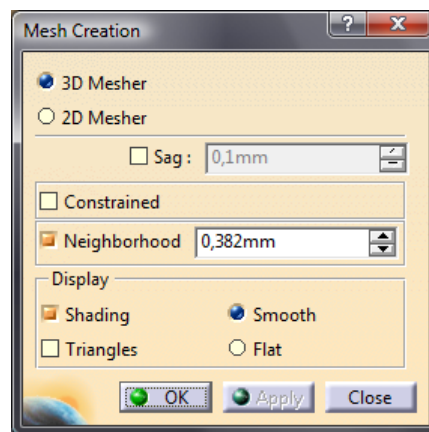 Mesh Creation
3D Mesher
2D Mesher
Sag : 0,1mm
Constrained
Neighborhood 0,382mm
Display
Shading Smooth
Triangles Flat
OK Apply Close